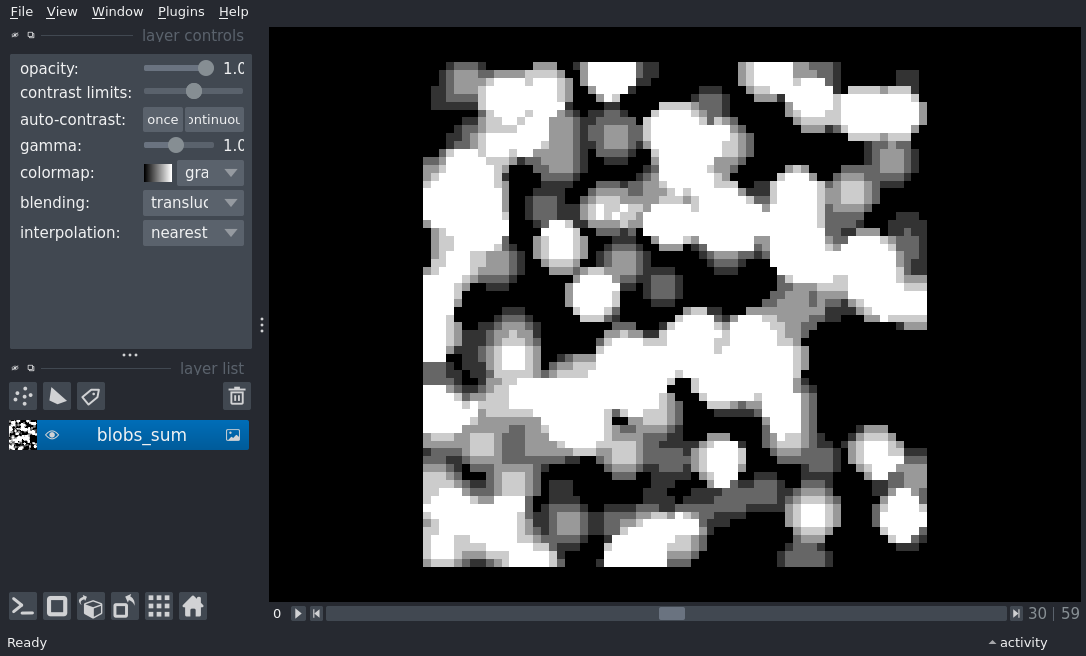 File View Window Plugins Help
layer controls
opacity: 1.0
contrast limits:
auto-contrast: once ontinuou
gamma: 1.0
colormap: gra
blending: transluc
interpolation: nearest
layer list
blobs_sum
0 30 | 59
Ready activity